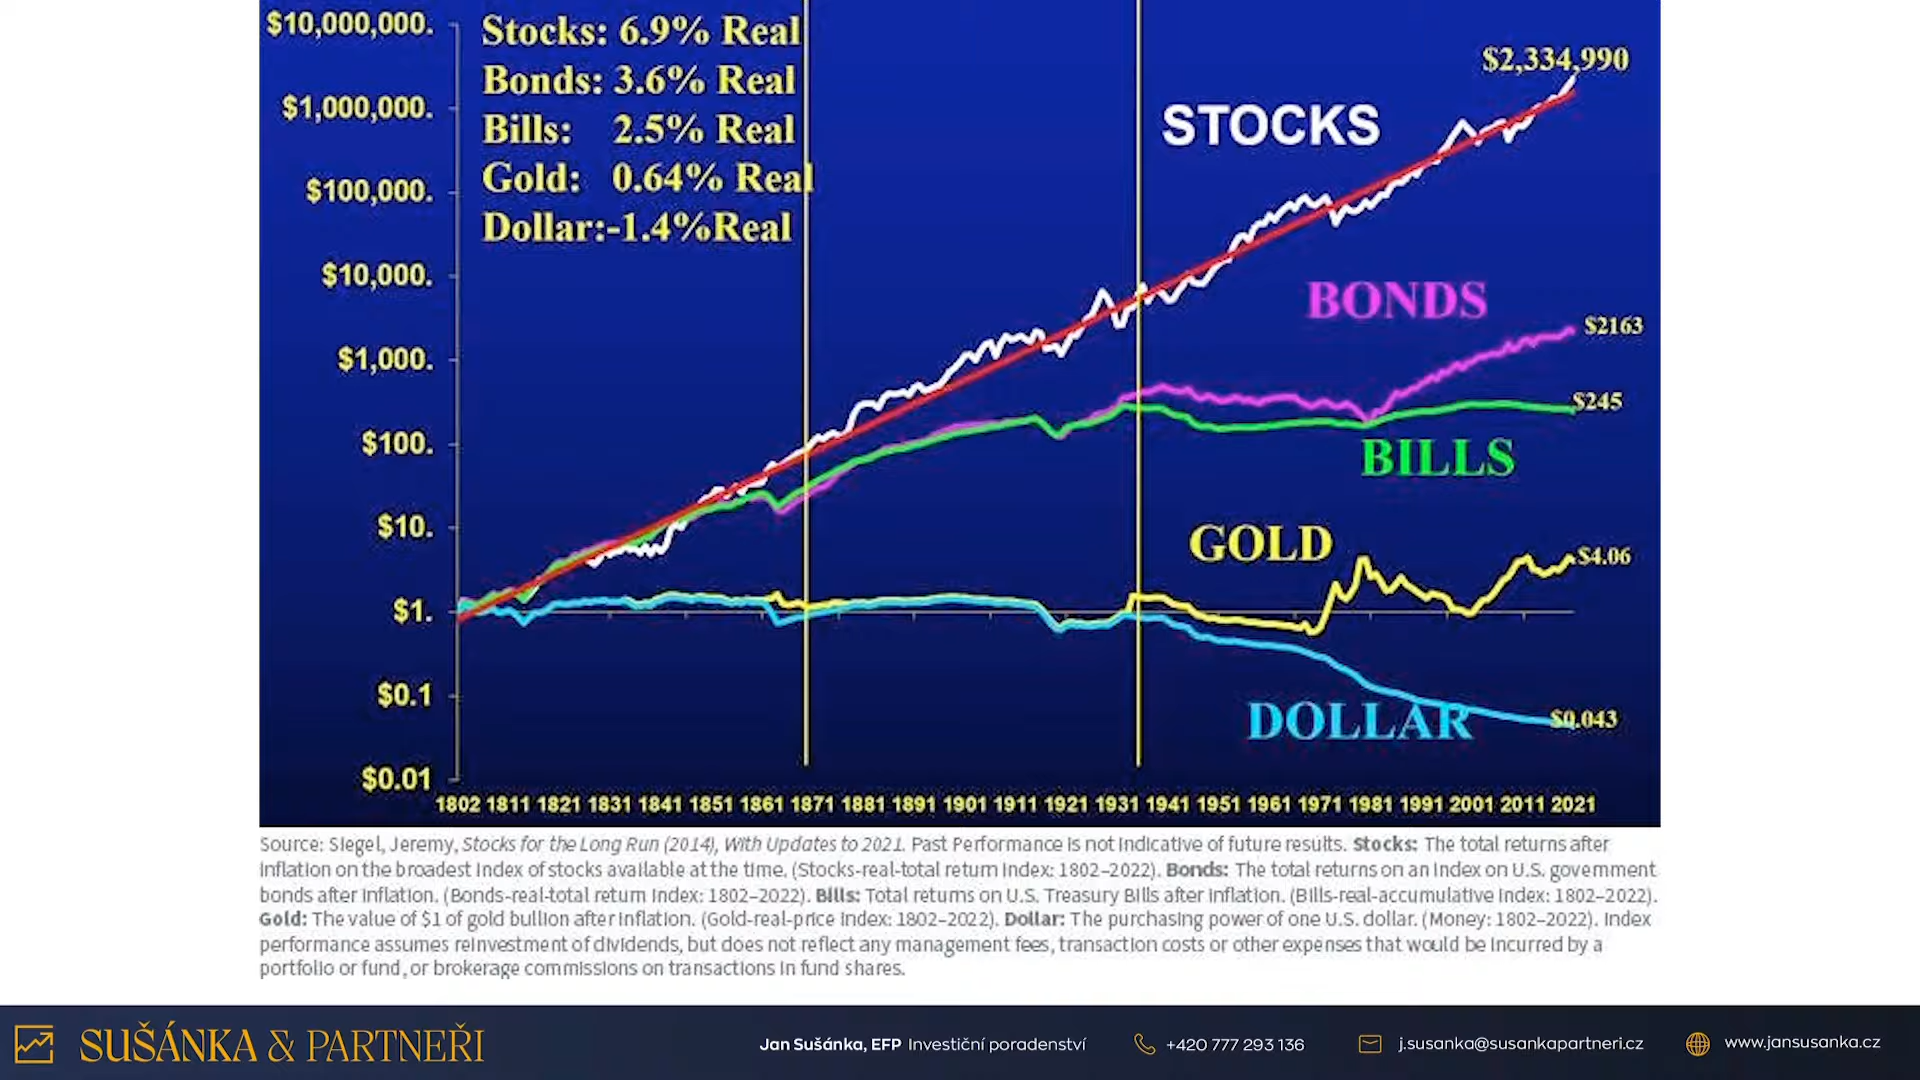 $10,000,000.
$1,000,000.
$100,000.
$10,000.
$1,000.
$100.
$10.
$1.
$0.1
$0.01
Stocks: 6.9% Real
Bonds: 3.6% Real
Bills: 2.5% Real
Gold: 0.64% Real
Dollar:-1.4%Real
$2,334,990
STOCKS
BONDS
$2163
$245
BILLS
GOLD
$4.06
DOLLAR
$0.043
1802 1811 1821 1831 1841 1851 1861 1871 1881 1891 1901 1911 1921 1931 1941 1951 1961 1971 1981 1991 2001 2011 2021
Source: Siegel, Jeremy, Stocks for the Long Run (2014), With Updates to 2021. Past Performance is not indicative of future results. Stocks: The total returns after
inflation on the broadest index of stocks available at the time. (Stocks-real-total return index: 1802–2022). Bonds: The total returns on an index on U.S. government
bonds after inflation. (Bonds-real-total return index: 1802–2022). Bills: Total returns on U.S. Treasury Bills after inflation. (Bills-real-accumulative index: 1802–2022).
Gold: The value of $1 of gold bullion after inflation. (Gold-real-price index: 1802–2022). Dollar: The purchasing power of one U.S. dollar. (Money: 1802–2022). Index
performance assumes reinvestment of dividends, but does not reflect any management fees, transaction costs or other expenses that would be incurred by a
portfolio or fund, or brokerage commissions on transactions in fund shares.
SUŠÁNKA & PARTNEŘI
Jan Sušánka, EFP Investiční poradenství
+420 777 293 136
j.susanka@susankapartneri.cz
www.jansusanka.cz